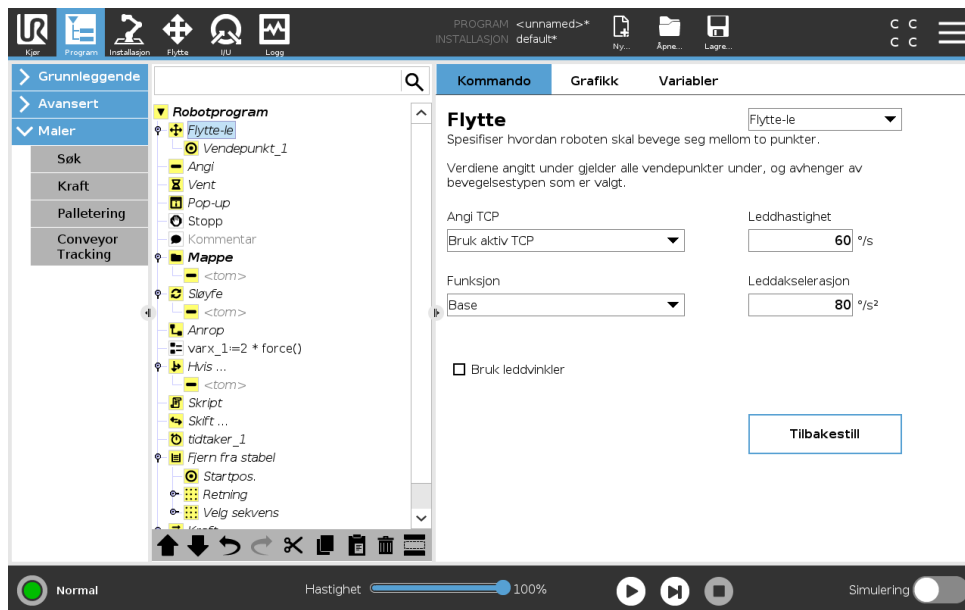 UR
PROGRAM <unnamed>*
INSTALLASJON default*
Kjør
Program
Installasjon
Flytte
I/U
Logg
Ny...
Åpne...
Lagre...
C C
C C
Grunnleggende
Avansert
Maler
Søk
Kraft
Palletering
Conveyor
Tracking
Robotprogram
Flytte-le
Vendepunkt_1
Angi
Vent
Pop-up
Stopp
Kommentar
Mappe
<tom>
Sløyfe
<tom>
Anrop
varx_1:=2 * force()
Hvis ...
<tom>
Skript
Skift ...
tidtaker_1
Fjern fra stabel
Startpos.
Retning
Velg sekvens
Kraft
Kommando
Grafikk
Variabler
Flytte
Flytte-le
Spesifiser hvordan roboten skal bevege seg mellom to punkter.
Verdiene angitt under gjelder alle vendepunkter under, og avhenger av
bevegelsestypen som er valgt.
Angi TCP
Leddhastighet
Bruk aktiv TCP
60 °/s
Funksjon
Leddakselerasjon
Base
80 °/s²
Bruk leddvinkler
Tilbakestill
Normal
Hastighet
100%
Simulering